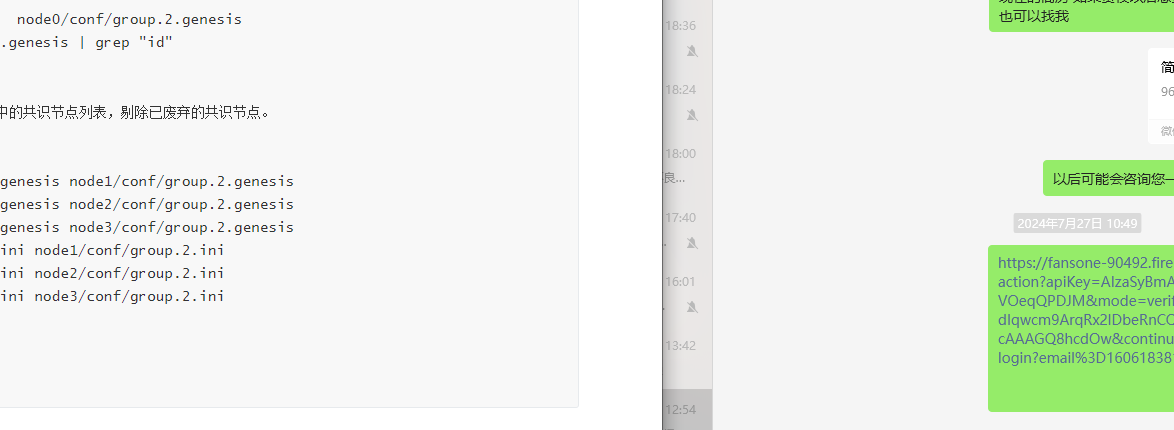 node0/conf/group.2.genesis
.genesis | grep "id"
中的共识节点列表，剔除已废弃的共识节点。
genesis node1/conf/group.2.genesis
genesis node2/conf/group.2.genesis
genesis node3/conf/group.2.genesis
ini node1/conf/group.2.ini
ini node2/conf/group.2.ini
ini node3/conf/group.2.ini
18:36
18:24
18:00
良...
17:40
16:01
13:42
12:54
也可以找我
简
96
微信
以后可能会咨询您一
2024年7月27日 10:49
https://fansone-90492.fire
action?apiKey=AIzaSyBmA
VOeqQPDJM&mode=verif
dIqwcm9ArqRx2IDbeRnCC
cAAAGQ8hcdOw&continu
login?email%3D16061838